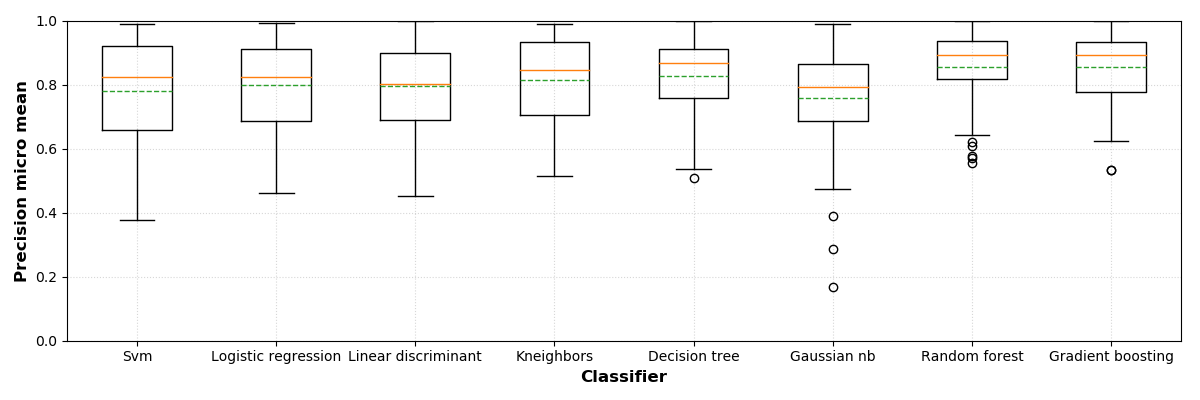 1.0
0.8
0.6
0.4
0.2
0.0
Precision micro mean
Svm Logistic regression Linear discriminant Kneighbors Decision tree Gaussian nb Random forest Gradient boosting
Classifier